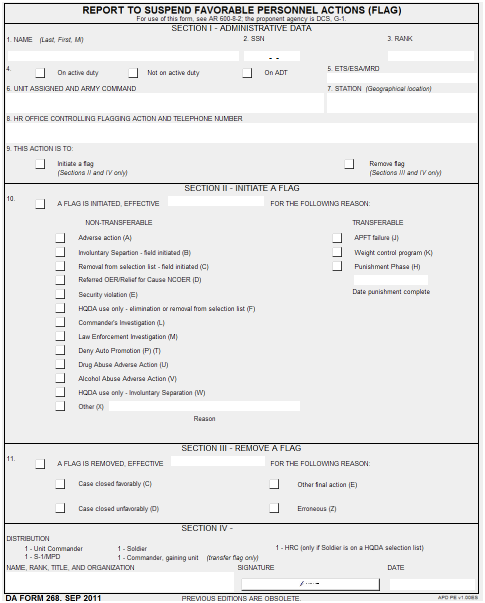 REPORT TO SUSPEND FAVORABLE PERSONNEL ACTIONS (FLAG)
For use of this form, see AR 600-8-2; the proponent agency is DCS, G-1.
SECTION I - ADMINISTRATIVE DATA
1. NAME (Last, First, MI) 2. SSN 3. RANK
- -
4. On active duty Not on active duty On ADT 5. ETS/ESA/MRD
6. UNIT ASSIGNED AND ARMY COMMAND 7. STATION (Geographical location)
8. HR OFFICE CONTROLLING FLAGGING ACTION AND TELEPHONE NUMBER
9. THIS ACTION IS TO:
Initiate a flag Remove flag
(Sections II and IV only) (Sections III and IV only)
SECTION II - INITIATE A FLAG
10. A FLAG IS INITIATED, EFFECTIVE FOR THE FOLLOWING REASON:
NON-TRANSFERABLE TRANSFERABLE
Adverse action (A) APFT failure (J)
Involuntary Separtion - field initiated (B) Weight control program (K)
Removal from selection list - field initiated (C) Punishment Phase (H)
Referred OER/Relief for Cause NCOER (D)
Security violation (E) Date punishment complete
HQDA use only - elimination or removal from selection list (F)
Commander's Investigation (L)
Law Enforcement Investigation (M)
Deny Auto Promotion (P) (T)
Drug Abuse Adverse Action (U)
Alcohol Abuse Adverse Action (V)
HQDA use only - Involuntary Separation (W)
Other (X)
Reason
SECTION III - REMOVE A FLAG
11. A FLAG IS REMOVED, EFFECTIVE FOR THE FOLLOWING REASON:
Case closed favorably (C) Other final action (E)
Case closed unfavorably (D) Erroneous (Z)
SECTION IV -
DISTRIBUTION
1 - Unit Commander 1 - Soldier 1 - HRC (only if Soldier is on a HQDA selection list)
1 - S-1/MPD 1 - Commander, gaining unit (transfer flag only)
NAME, RANK, TITLE, AND ORGANIZATION SIGNATURE DATE
DA FORM 268, SEP 2011 PREVIOUS EDITIONS ARE OBSOLETE. APD PE v1.00ES